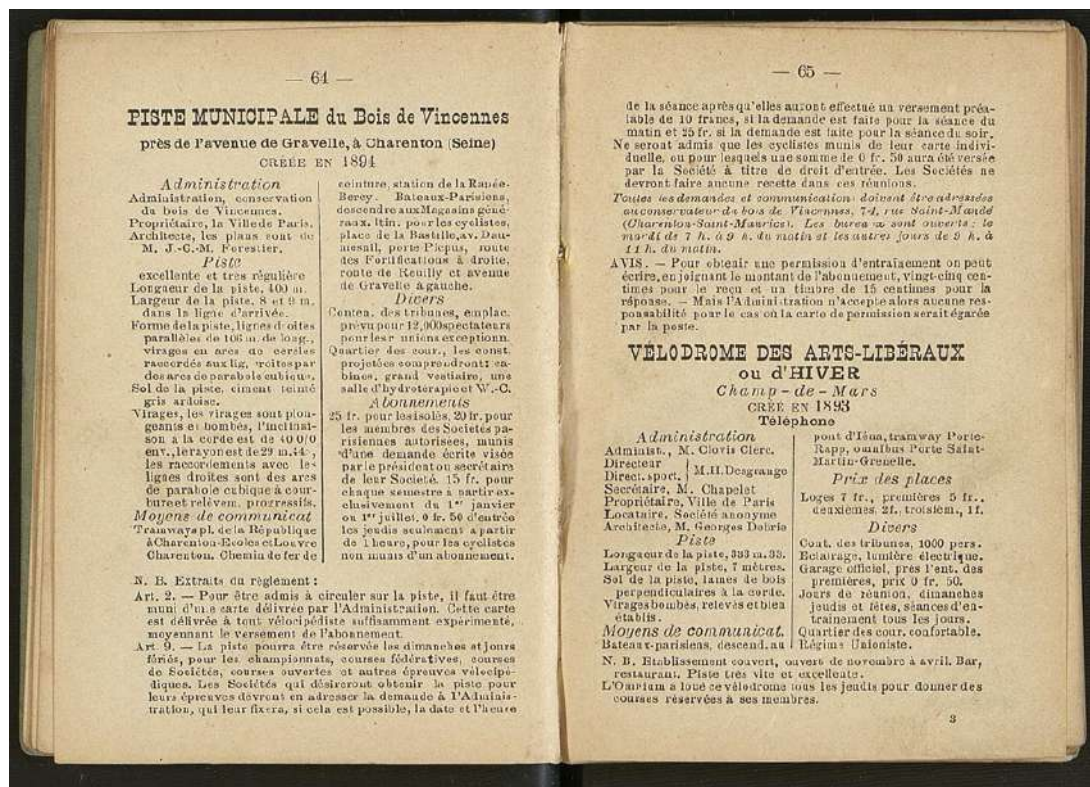 — 64 —
PISTE MUNICIPALE du Bois de Vincennes
près de l'avenue de Gravelle, à Charenton (Seine)
CRÉÉE EN 1894
Administration
Administration, conservation
du bois de Vincennes.
Propriétaire, la Ville de Paris.
Architecte, les plans sont de
M. J.-C.-M. Forestier.
Piste
excellente et très régulière
Longueur de la piste, 400 m.
Largeur de la piste, 8 et 9 m.
dans la ligne d'arrivée.
Forme de la piste, lignes droites
parallèles de 106 m. de long.,
virages en arcs de cercles
raccordés aux lig. droites par
des arcs de parabole cubique.
Sol de la piste, ciment teinté
gris ardoise.
Virages, les virages sont plon-
geants et bombés, l'inclinai-
son à la corde est de 40 0/0
env., le rayon est de 29 m. 44,
les raccordements avec les
lignes droites sont des arcs
de parabole cubique à cour-
bure et relèvem. progressifs.
Moyens de communicat
Tramways pl. de la République
à Charenton-Ecoles et Louvre
Charenton. Chemin de fer de
ceinture, station de la Rapée-
Bercy. Bateaux-Parisiens,
descendre aux Magasins géné-
raux. Itin. pour les cyclistes,
place de la Bastille, av. Dau-
mesnil, porte Picpus, route
des Fortifications à droite,
route de Reuilly et avenue
de Gravelle à gauche.
Divers
Conten. des tribunes, emplac.
prévu pour 12,000 spectateurs
pour les réunions exceptionn.
Quartier des cour., les const.
projetées comprendront: ca-
bines, grand vestiaire, une
salle d'hydrotérapie et W.-C.
Abonnements
25 fr. pour les isolés, 20 fr. pour
les membres des Sociétés pa-
risiennes autorisées, munis
d'une demande écrite visée
par le président ou secrétaire
de leur Société. 15 fr. pour
chaque semestre à partir ex-
clusivement du 1er janvier
ou 1er juillet. 0 fr. 50 d'entrée
les jeudis seulement à partir
de 1 heure, pour les cyclistes
non munis d'un abonnement.
N. B. Extraits du règlement :
Art. 2. — Pour être admis à circuler sur la piste, il faut être
muni d'une carte délivrée par l'Administration. Cette carte
est délivrée à tout vélocipédiste suffisamment expérimenté,
moyennant le versement de l'abonnement.
Art. 9. — La piste pourra être réservée les dimanches et jours
fériés, pour les championnats, courses fédératives, courses
de Sociétés, courses ouvertes et autres épreuves vélocipé-
diques. Les Sociétés qui désireront obtenir la piste pour
leurs épreuves devront en adresser la demande à l'Adminis-
tration, qui leur fixera, si cela est possible, la date et l'heure
— 65 —
de la séance après qu'elles auront effectué un versement préa-
lable de 10 francs, si la demande est faite pour la séance du
matin et 25 fr. si la demande est faite pour la séance du soir.
Ne seront admis que les cyclistes munis de leur carte indivi-
duelle, ou pour lesquels une somme de 0 fr. 50 aura été versée
par la Société à titre de droit d'entrée. Les Sociétés ne
devront faire aucune recette dans ces réunions.
Toutes les demandes et communications doivent être adressées
au conservateur du bois de Vincennes, 74, rue Saint-Mandé
(Charenton-Saint-Maurice). Les bureaux sont ouverts : le
mardi de 7 h. à 9 h. du matin et les autres jours de 9 h. à
11 h. du matin.
AVIS. — Pour obtenir une permission d'entraînement on peut
écrire, en joignant le montant de l'abonnement, vingt-cinq cen-
times pour le reçu et un timbre de 15 centimes pour la
réponse. — Mais l'Administration n'accepte alors aucune res-
ponsabilité pour le cas où la carte de permission serait égarée
par la poste.
VÉLODROME DES ARTS-LIBÉRAUX
ou d'HIVER
Champ-de-Mars
CRÉÉ EN 1893
Téléphone
Administration
Administ., M. Clovis Clerc.
Directeur
Direct. sport. } M. H. Desgrange
Secrétaire, M. Chapelet
Propriétaire, Ville de Paris
Locataire, Société anonyme
Architecte, M. Georges Debrie
Piste
Longueur de la piste, 333 m. 33.
Largeur de la piste, 7 mètres.
Sol de la piste, lames de bois
perpendiculaires à la corde.
Virages bombés, relevés et bien
établis.
Moyens de communicat.
Bateaux-parisiens, descend. au
pont d'Iéna, tramway Porte-
Rapp, omnibus Porte Saint-
Martin-Grenelle.
Prix des places
Loges 7 fr., premières 5 fr.,
deuxièmes, 2 f., troisièm., 1 f.
Divers
Cont. des tribunes, 1000 pers.
Eclairage, lumière électrique.
Garage officiel, près l'ent. des
premières, prix 0 fr. 50.
Jours de réunion, dimanches
jeudis et fêtes, séances d'en-
trainement tous les jours.
Quartier des cour. confortable.
Régime Unioniste.
N. B. Etablissement couvert, ouvert de novembre à avril. Bar,
restaurant. Piste très vite et excellente.
L'Omnium a loué ce vélodrome tous les jeudis pour donner des
courses réservées à ses membres.
3